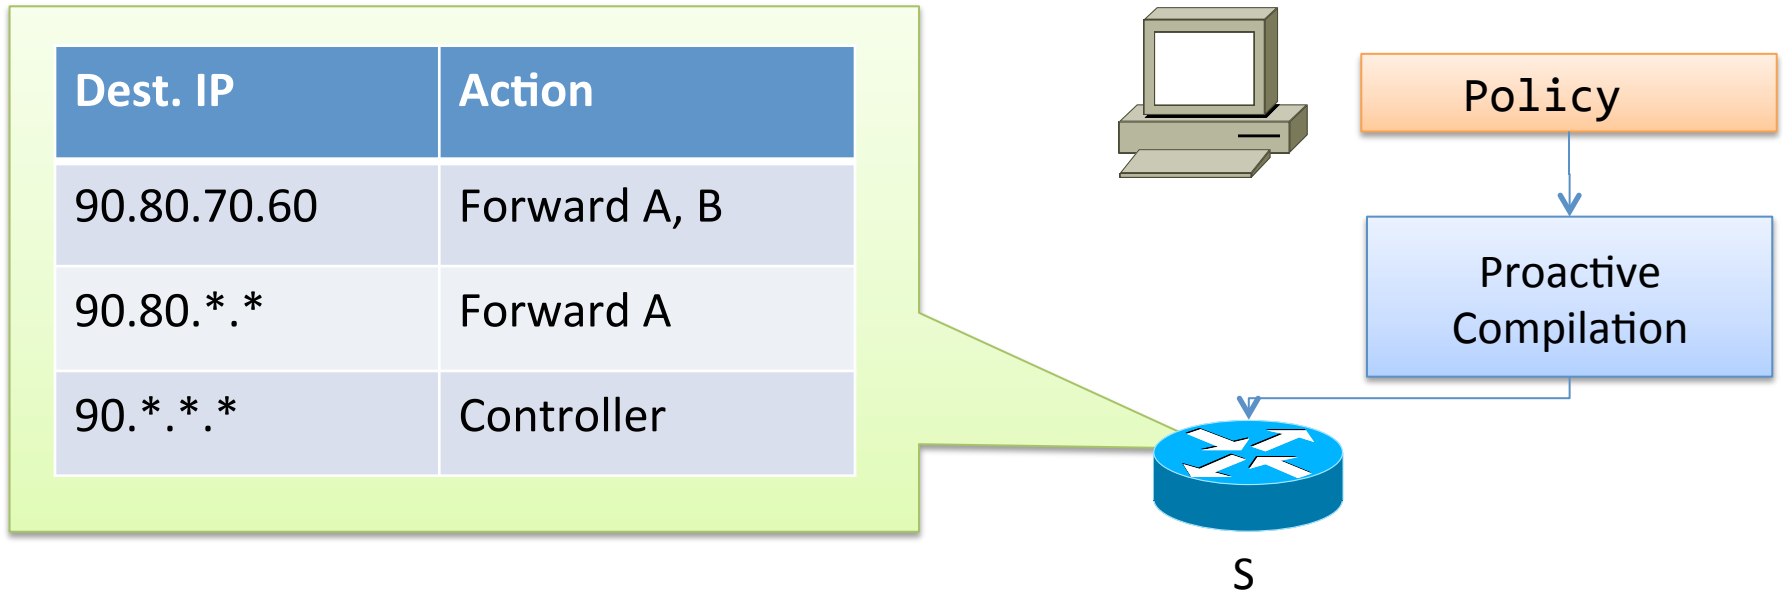 Dest. IP Action
90.80.70.60 Forward A, B
90.80.*.* Forward A
90.*.*.* Controller
Policy
Proactive
Compilation
S